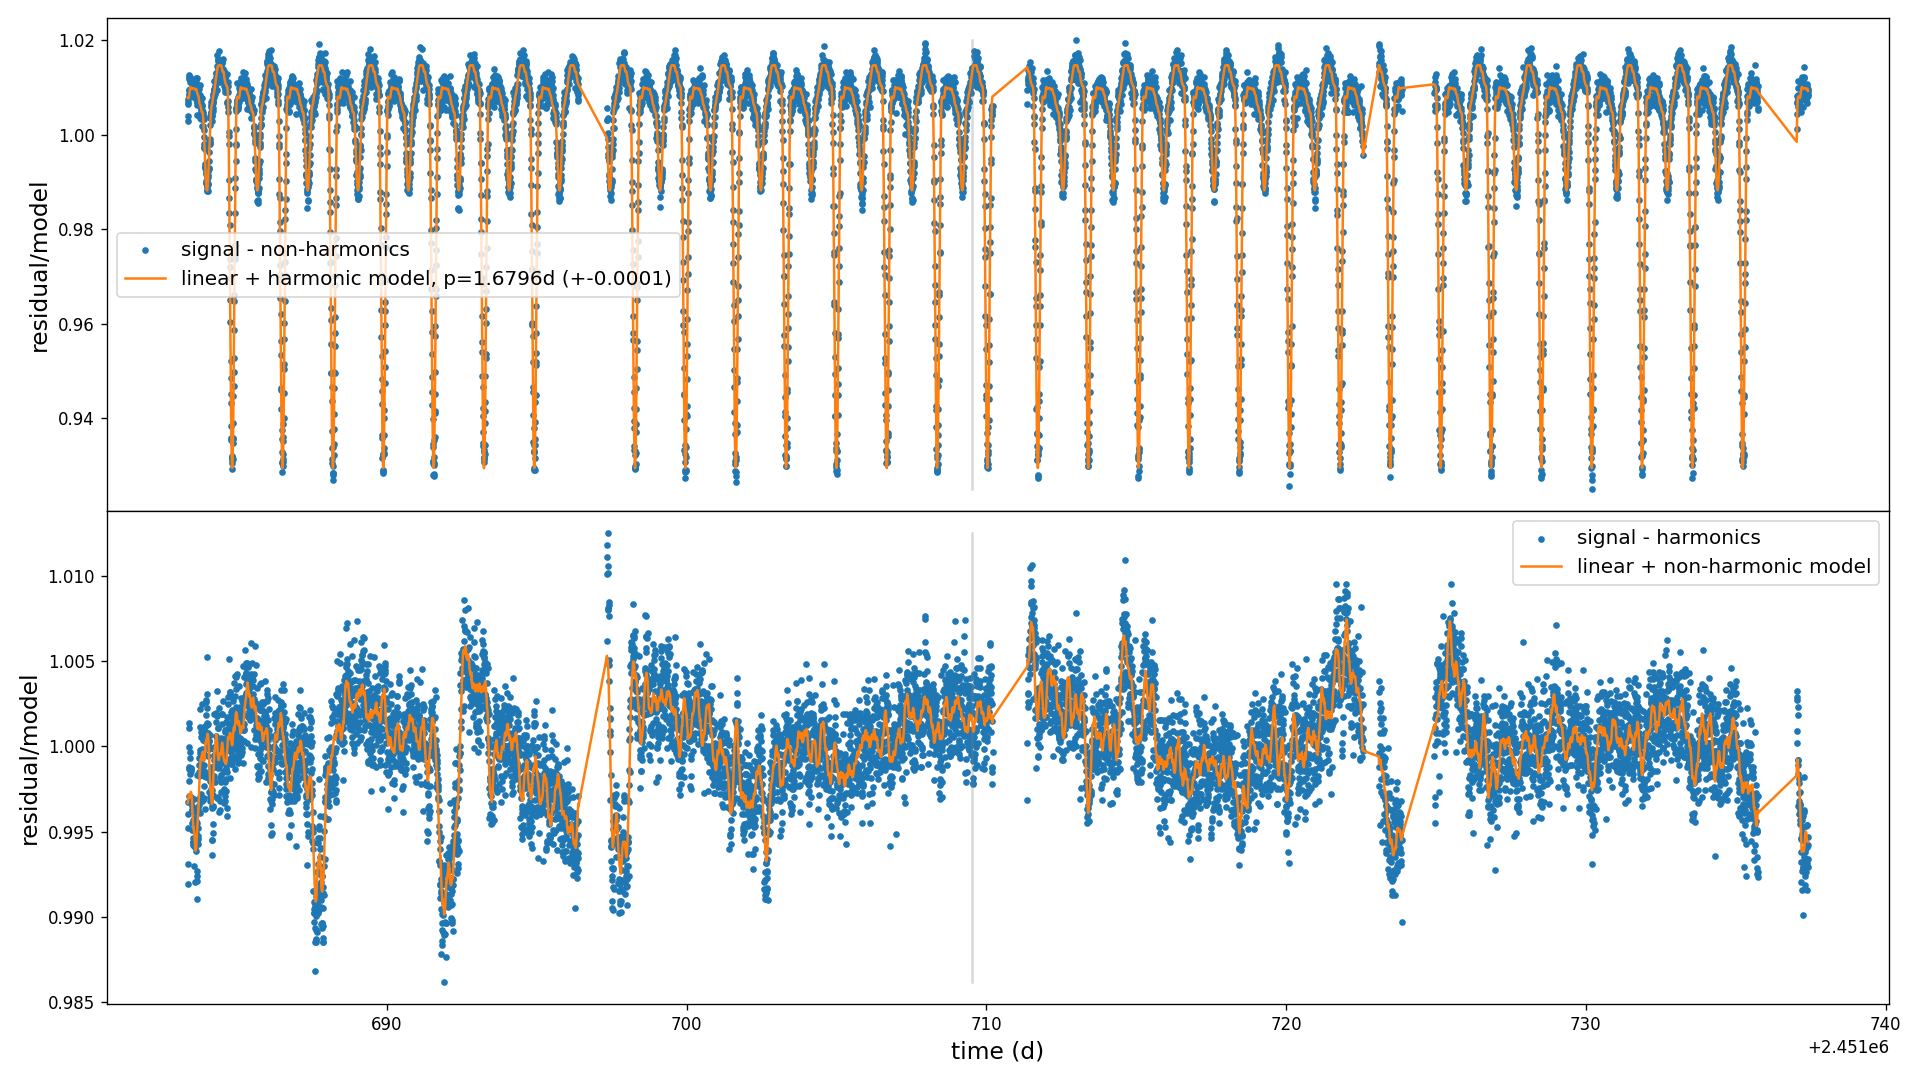 1.02
1.00
0.98
0.96
0.94
residual/model
signal - non-harmonics
linear + harmonic model, p=1.6796d (+-0.0001)
1.010
1.005
1.000
0.995
0.990
0.985
residual/model
signal - harmonics
linear + non-harmonic model
690
700
710
720
730
740
time (d)
+2.451e6